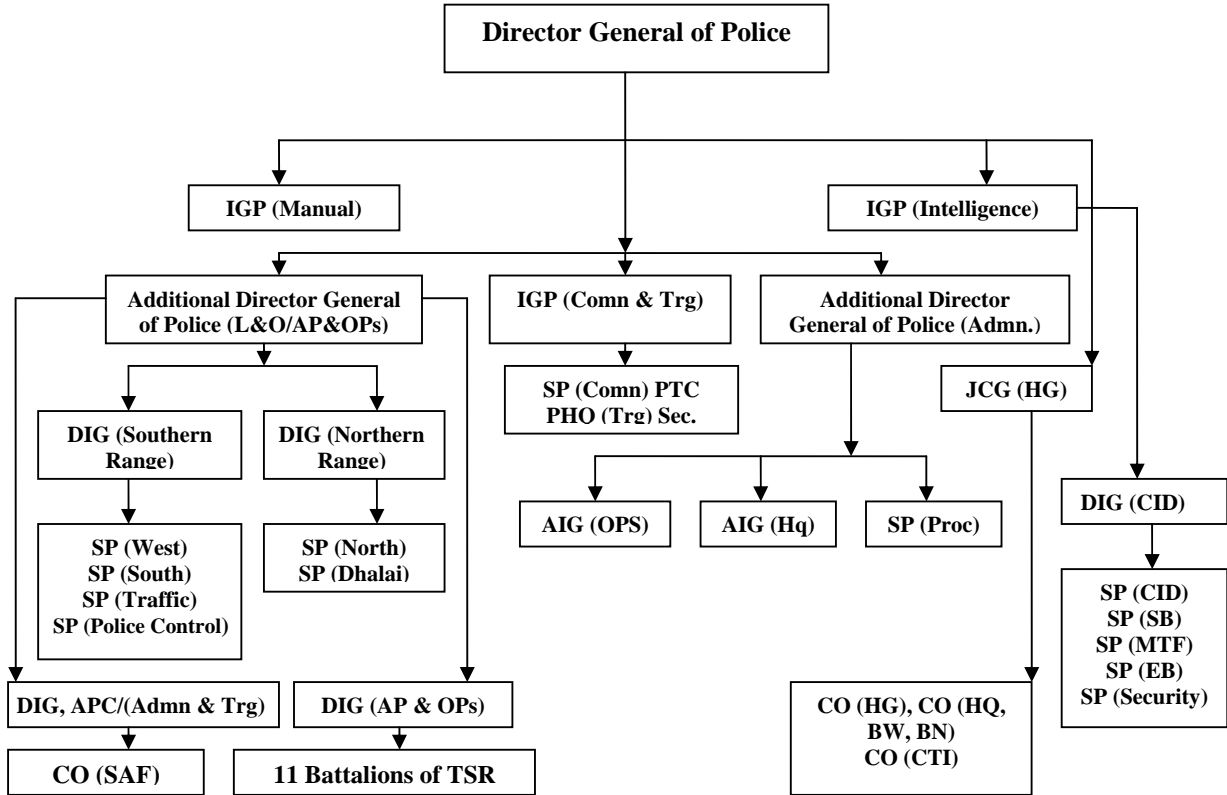 Director General of Police
IGP (Manual)
IGP (Intelligence)
Additional Director General
of Police (L&O/AP&OPs)
IGP (Comn & Trg)
Additional Director
General of Police (Admn.)
SP (Comn) PTC
PHO (Trg) Sec.
JCG (HG)
DIG (Southern
Range)
DIG (Northern
Range)
AIG (OPS)
AIG (Hq)
SP (Proc)
DIG (CID)
SP (West)
SP (South)
SP (Traffic)
SP (Police Control)
SP (North)
SP (Dhalai)
SP (CID)
SP (SB)
SP (MTF)
SP (EB)
SP (Security)
DIG, APC/(Admn & Trg)
DIG (AP & OPs)
CO (HG), CO (HQ,
BW, BN)
CO (CTI)
CO (SAF)
11 Battalions of TSR